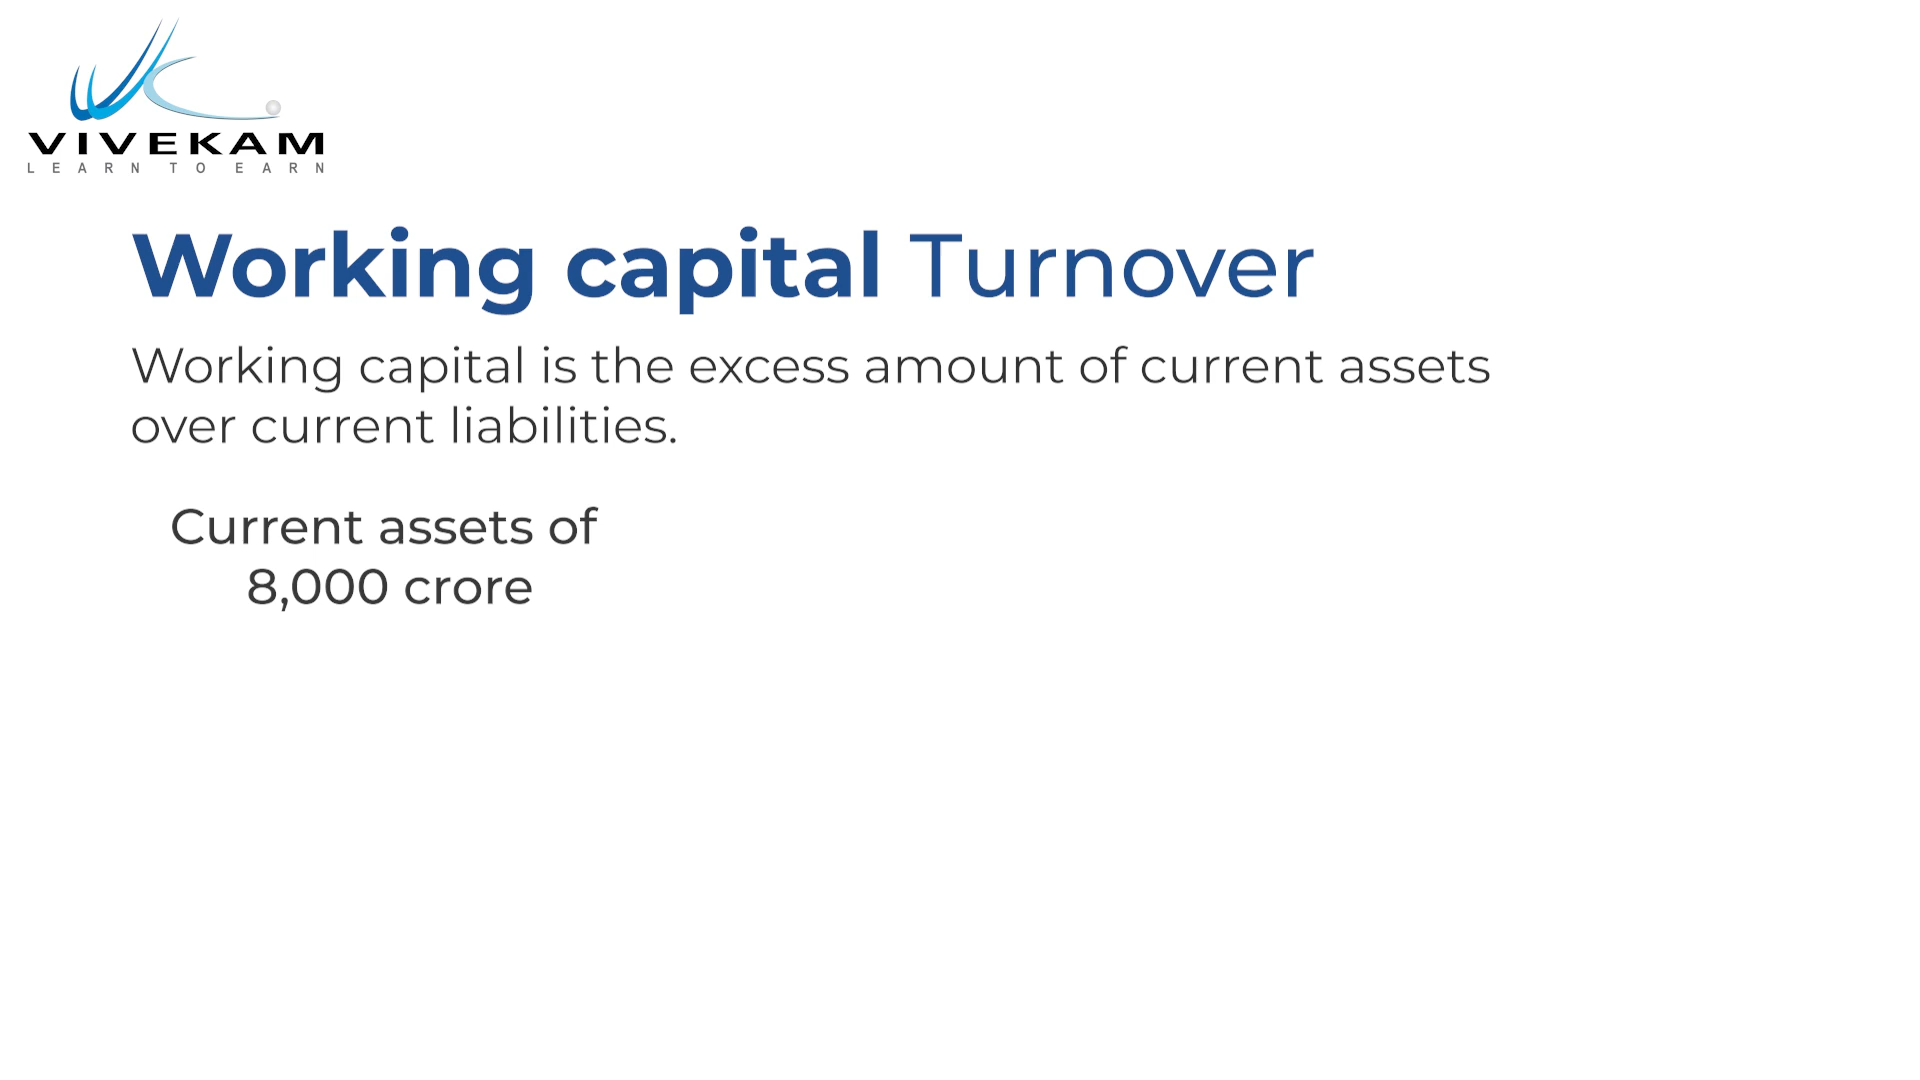 VIVEKAM
LEARN TO EARN
Working capital Turnover
Working capital is the excess amount of current assets
over current liabilities.
Current assets of
8,000 crore